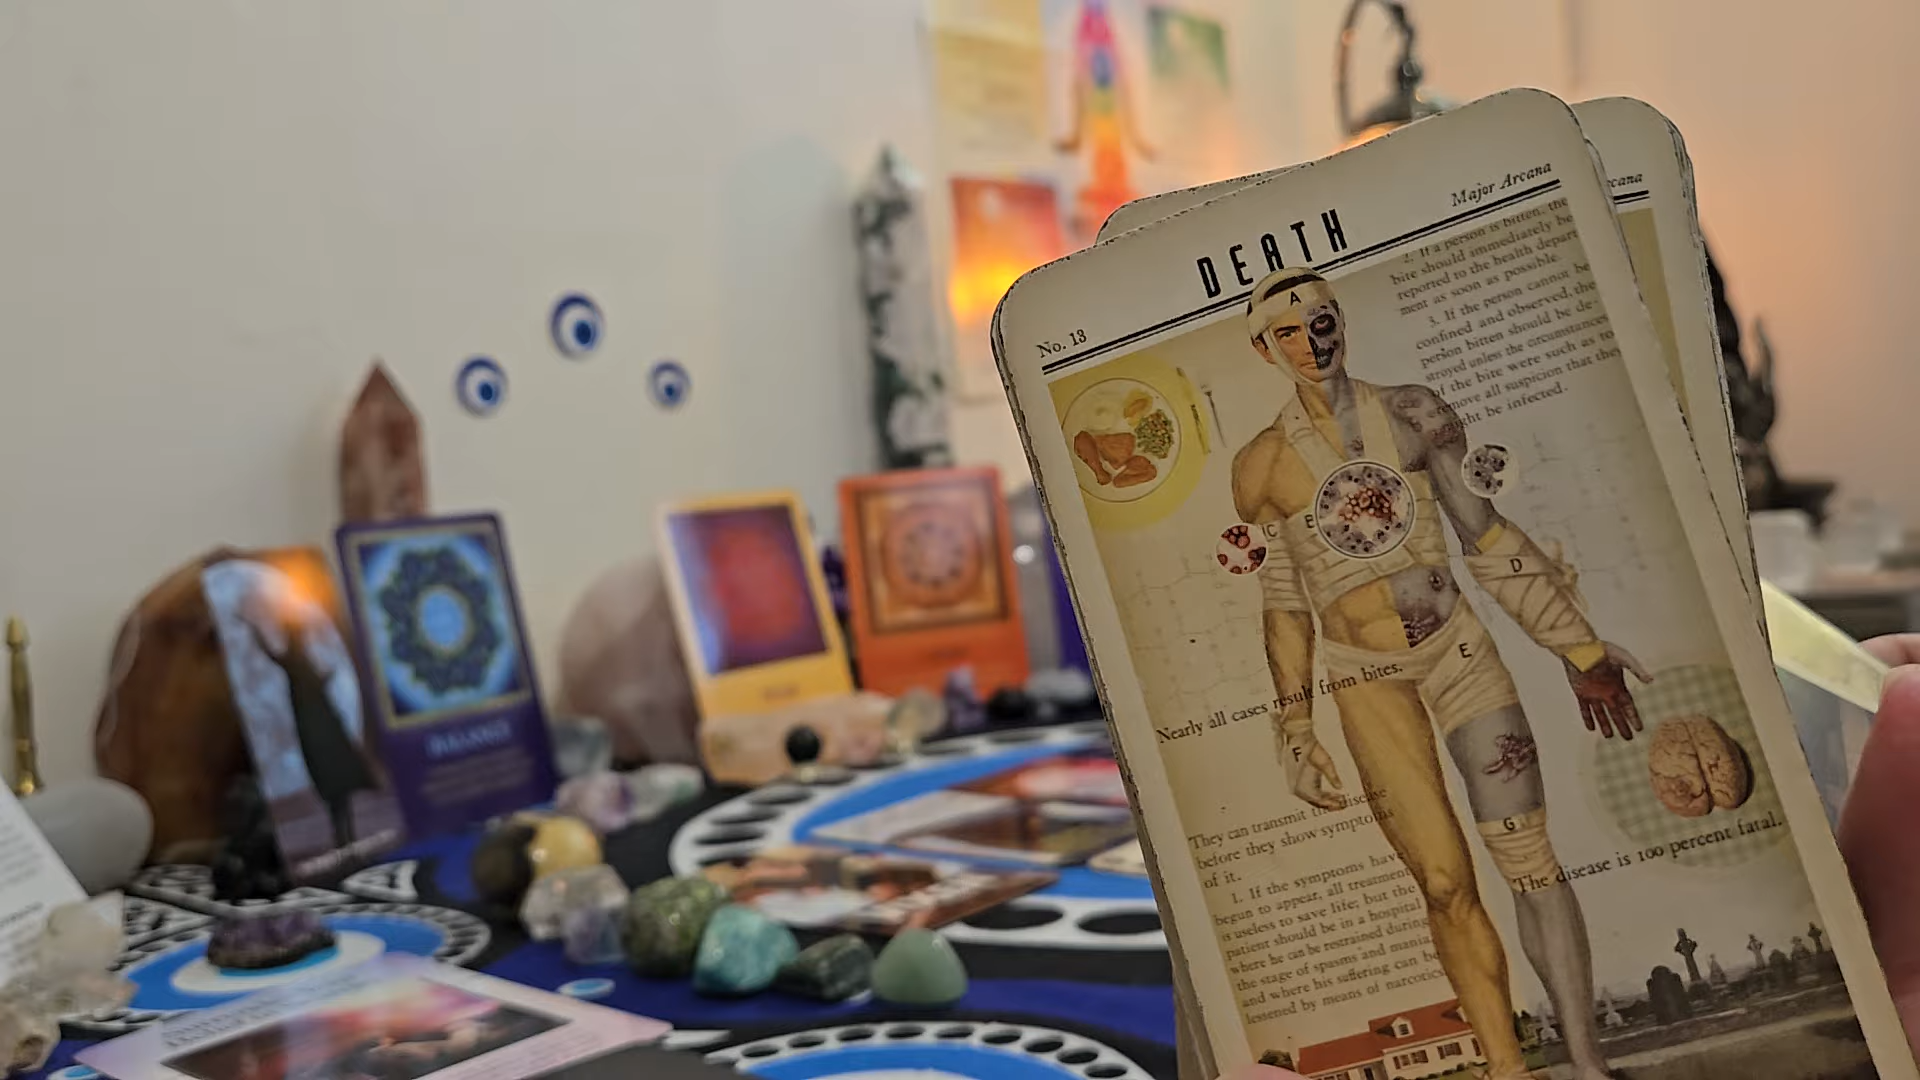 Major Arcana
DEATH
No. 13
cana
2. If a person is bitten, the
bite should immediately be
reported to the health depart
ment as soon as possible.
3. If the person cannot be
confined and observed, the
person bitten should be de-
stroyed unless the circumstances
of the bite were such as to
remove all suspicion that they
might be infected.
A
B
C
D
E
F
G
Nearly all cases result from bites.
They can transmit the disease
before they show symptoms
of it.
1. If the symptoms have
begun to appear, all treatment
is useless to save life; but the
patient should be in a hospital
where he can be restrained during
the stage of spasms and mania,
and where his suffering can be
lessened by means of narcotics
The disease is 100 percent fatal.
BALANCE